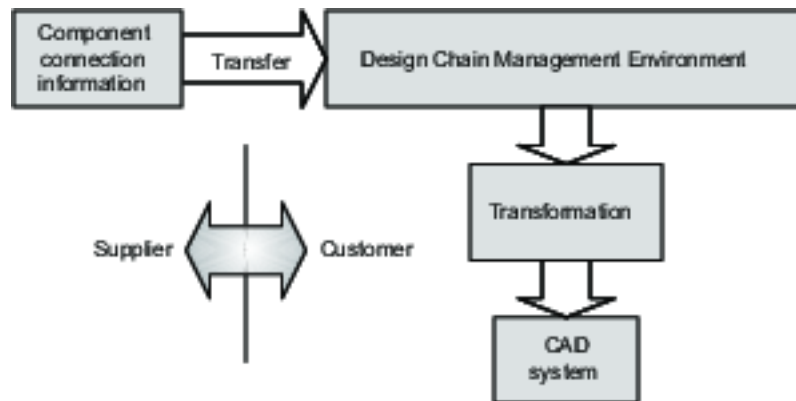 Component
connection
information
Transfer
Design Chain Management Environment
Transformation
Supplier
Customer
CAD
system